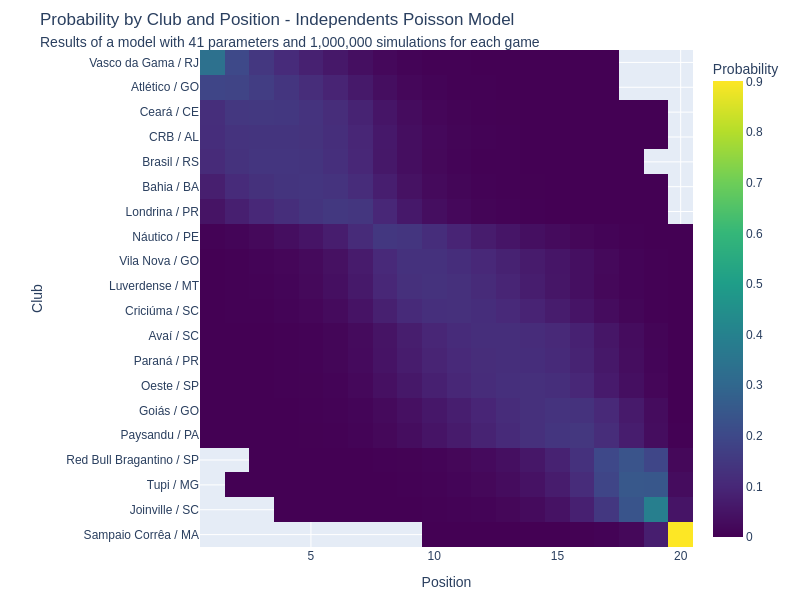 Probability by Club and Position - Independents Poisson Model
Results of a model with 41 parameters and 1,000,000 simulations for each game
Probability
Vasco da Gama / RJ
Atlético / GO
Ceará / CE
CRB / AL
Brasil / RS
Bahia / BA
Londrina / PR
Náutico / PE
Vila Nova / GO
Luverdense / MT
Criciúma / SC
Avaí / SC
Paraná / PR
Oeste / SP
Goiás / GO
Paysandu / PA
Red Bull Bragantino / SP
Tupi / MG
Joinville / SC
Sampaio Corrêa / MA
Club
5
10
15
20
Position
0.9
0.8
0.7
0.6
0.5
0.4
0.3
0.2
0.1
0